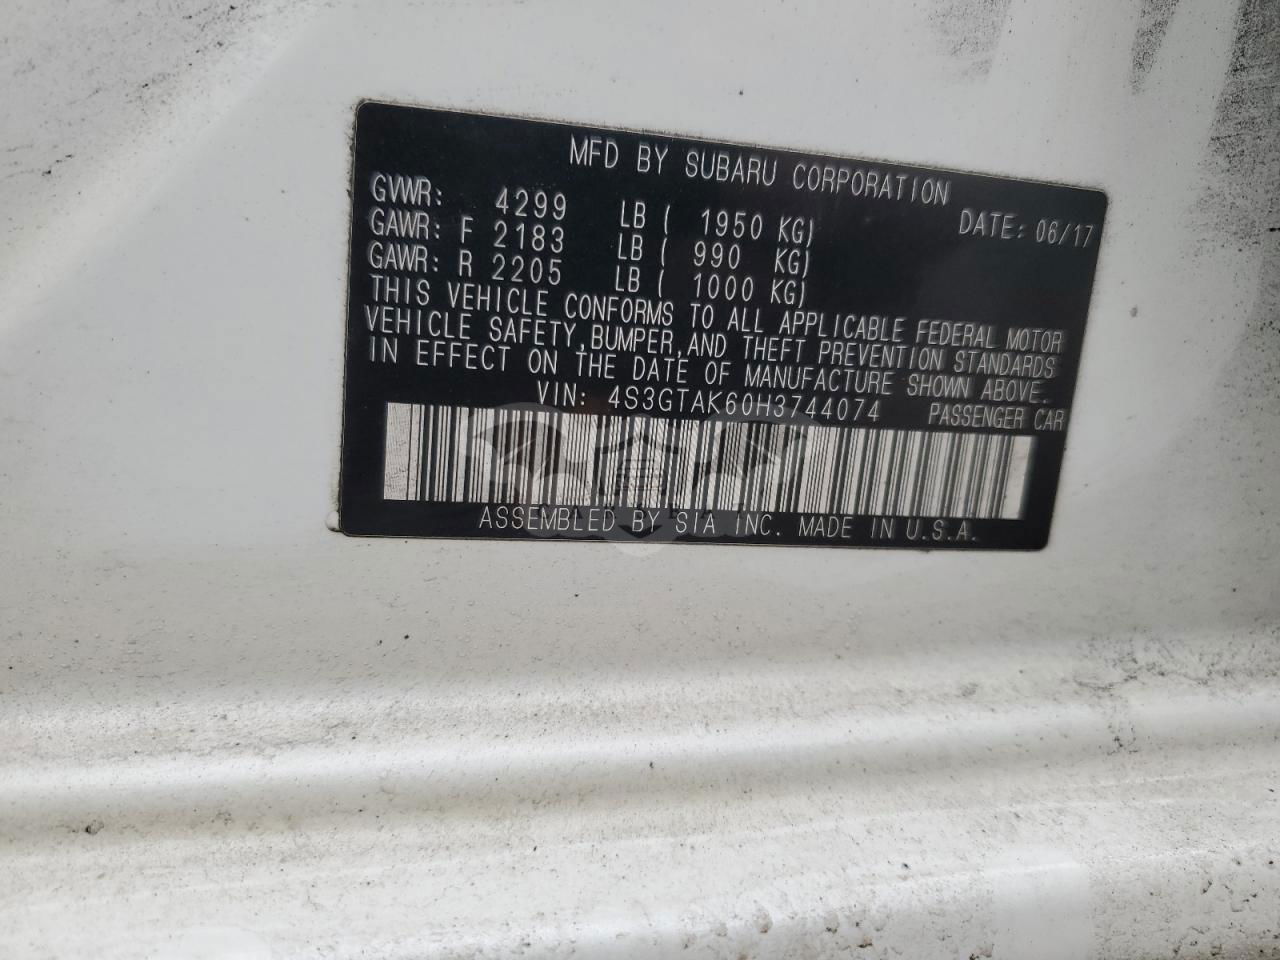 MFD BY SUBARU CORPORATION
DATE: 06/17
GVWR: 4299 LB ( 1950 KG)
GAWR: F 2183 LB ( 990 KG)
GAWR: R 2205 LB ( 1000 KG)
THIS VEHICLE CONFORMS TO ALL APPLICABLE FEDERAL MOTOR
VEHICLE SAFETY, BUMPER, AND THEFT PREVENTION STANDARDS
IN EFFECT ON THE DATE OF MANUFACTURE SHOWN ABOVE.
VIN: 4S3GTAK60H3744074 PASSENGER CAR
ASSEMBLED BY SIA INC. MADE IN U.S.A.